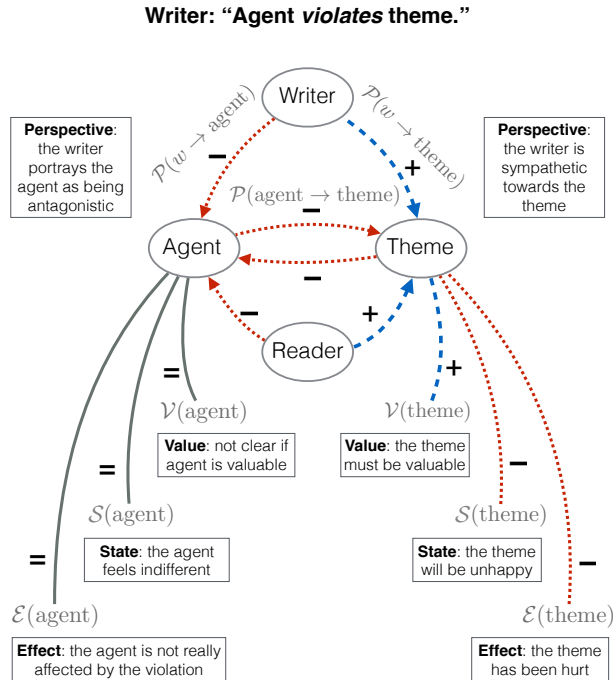 Writer: “Agent violates theme.”
Writer
P(w → agent)
P(w → theme)
Perspective:
the writer
portrays the
agent as being
antagonistic
Perspective:
the writer is
sympathetic
towards the
theme
−
+
P(agent → theme)
−
Agent
Theme
−
−
+
Reader
=
+
V(agent)
V(theme)
Value: not clear if
agent is valuable
Value: the theme
must be valuable
=
−
S(agent)
S(theme)
State: the agent
feels indifferent
State: the theme
will be unhappy
=
−
E(agent)
E(theme)
Effect: the agent is not really
affected by the violation
Effect: the theme
has been hurt